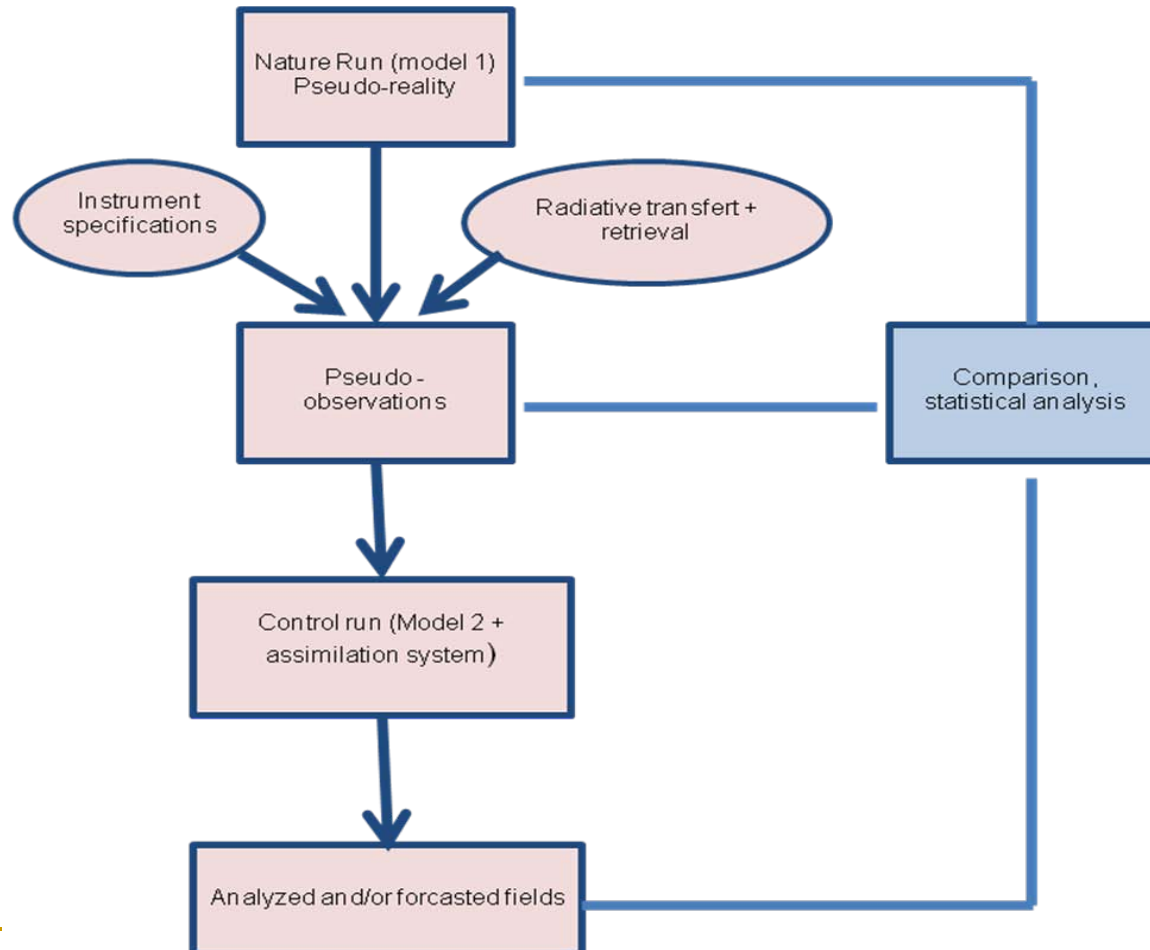 Nature Run (model 1)
Pseudo-reality
Instrument
specifications
Radiative transfert +
retrieval
Pseudo -
observations
Comparison,
statistical analysis
Control run (Model 2 +
assimilation system)
Analyzed and/or forcasted fields